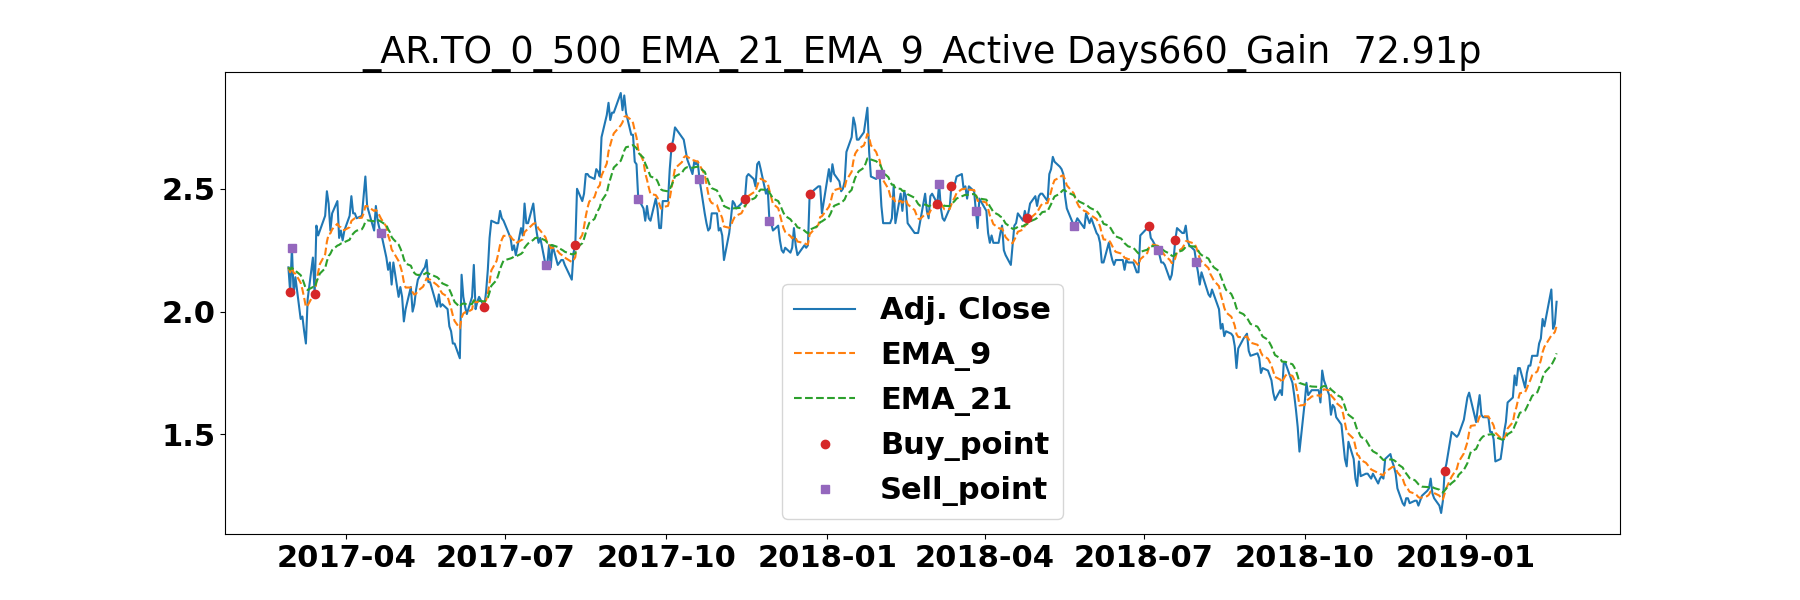 _AR.TO_0_500_EMA_21_EMA_9_Active Days660_Gain  72.91p
2.5
2.0
1.5
Adj. Close
EMA_9
EMA_21
Buy_point
Sell_point
2017-04 2017-07 2017-10 2018-01 2018-04 2018-07 2018-10 2019-01